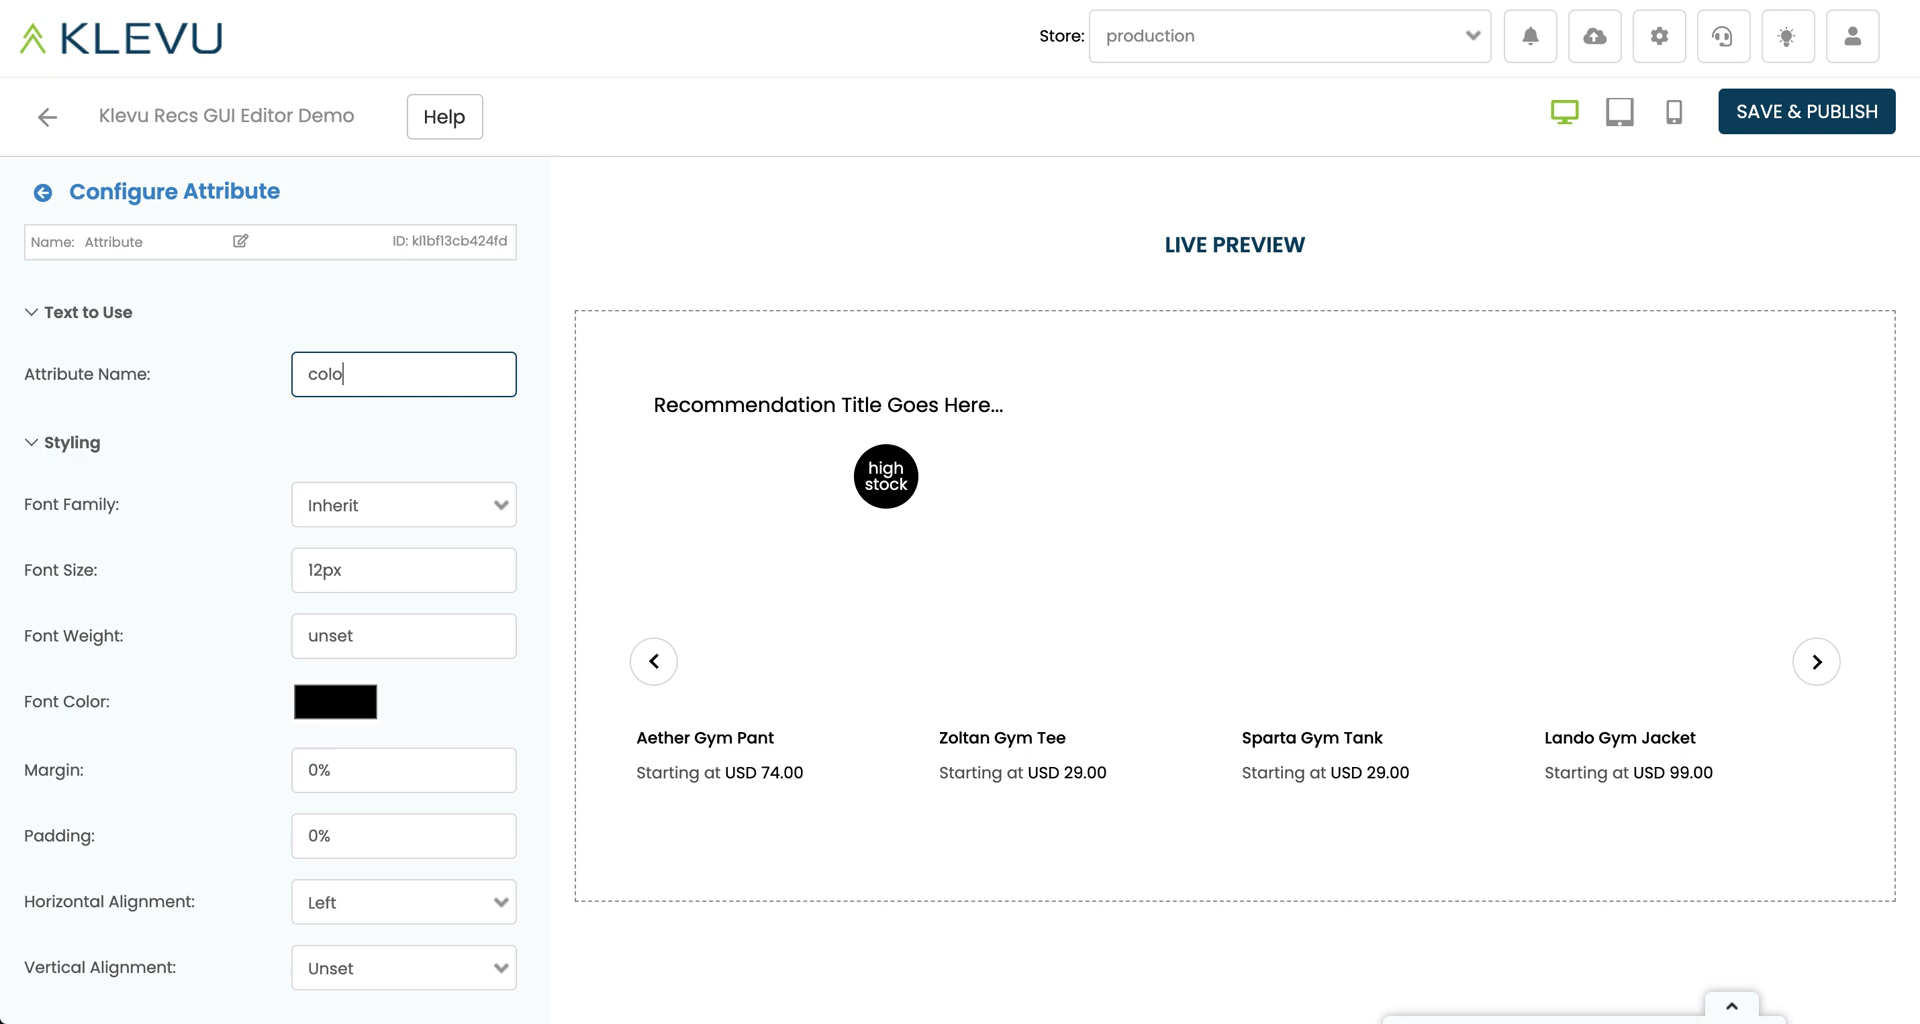 KLEVU
Store: production
Klevu Recs GUI Editor Demo
Help
SAVE & PUBLISH
Configure Attribute
Name: Attribute
ID: kl1bf13cb424fd
Text to Use
Attribute Name: colo
Styling
Font Family: Inherit
Font Size: 12px
Font Weight: unset
Font Color:
Margin: 0%
Padding: 0%
Horizontal Alignment: Left
Vertical Alignment: Unset
LIVE PREVIEW
Recommendation Title Goes Here...
high
stock
Aether Gym Pant
Starting at USD 74.00
Zoltan Gym Tee
Starting at USD 29.00
Sparta Gym Tank
Starting at USD 29.00
Lando Gym Jacket
Starting at USD 99.00